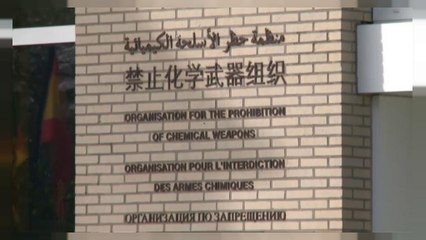 منظمة حظر الأسلحة الكيميائية
禁止化学武器组织
ORGANISATION FOR THE PROHIBITION
OF CHEMICAL WEAPONS
ORGANISATION POUR L'INTERDICTION
DES ARMES CHIMIQUES
ОРГАНИЗАЦИЯ ПО ЗАПРЕЩЕНИЮ